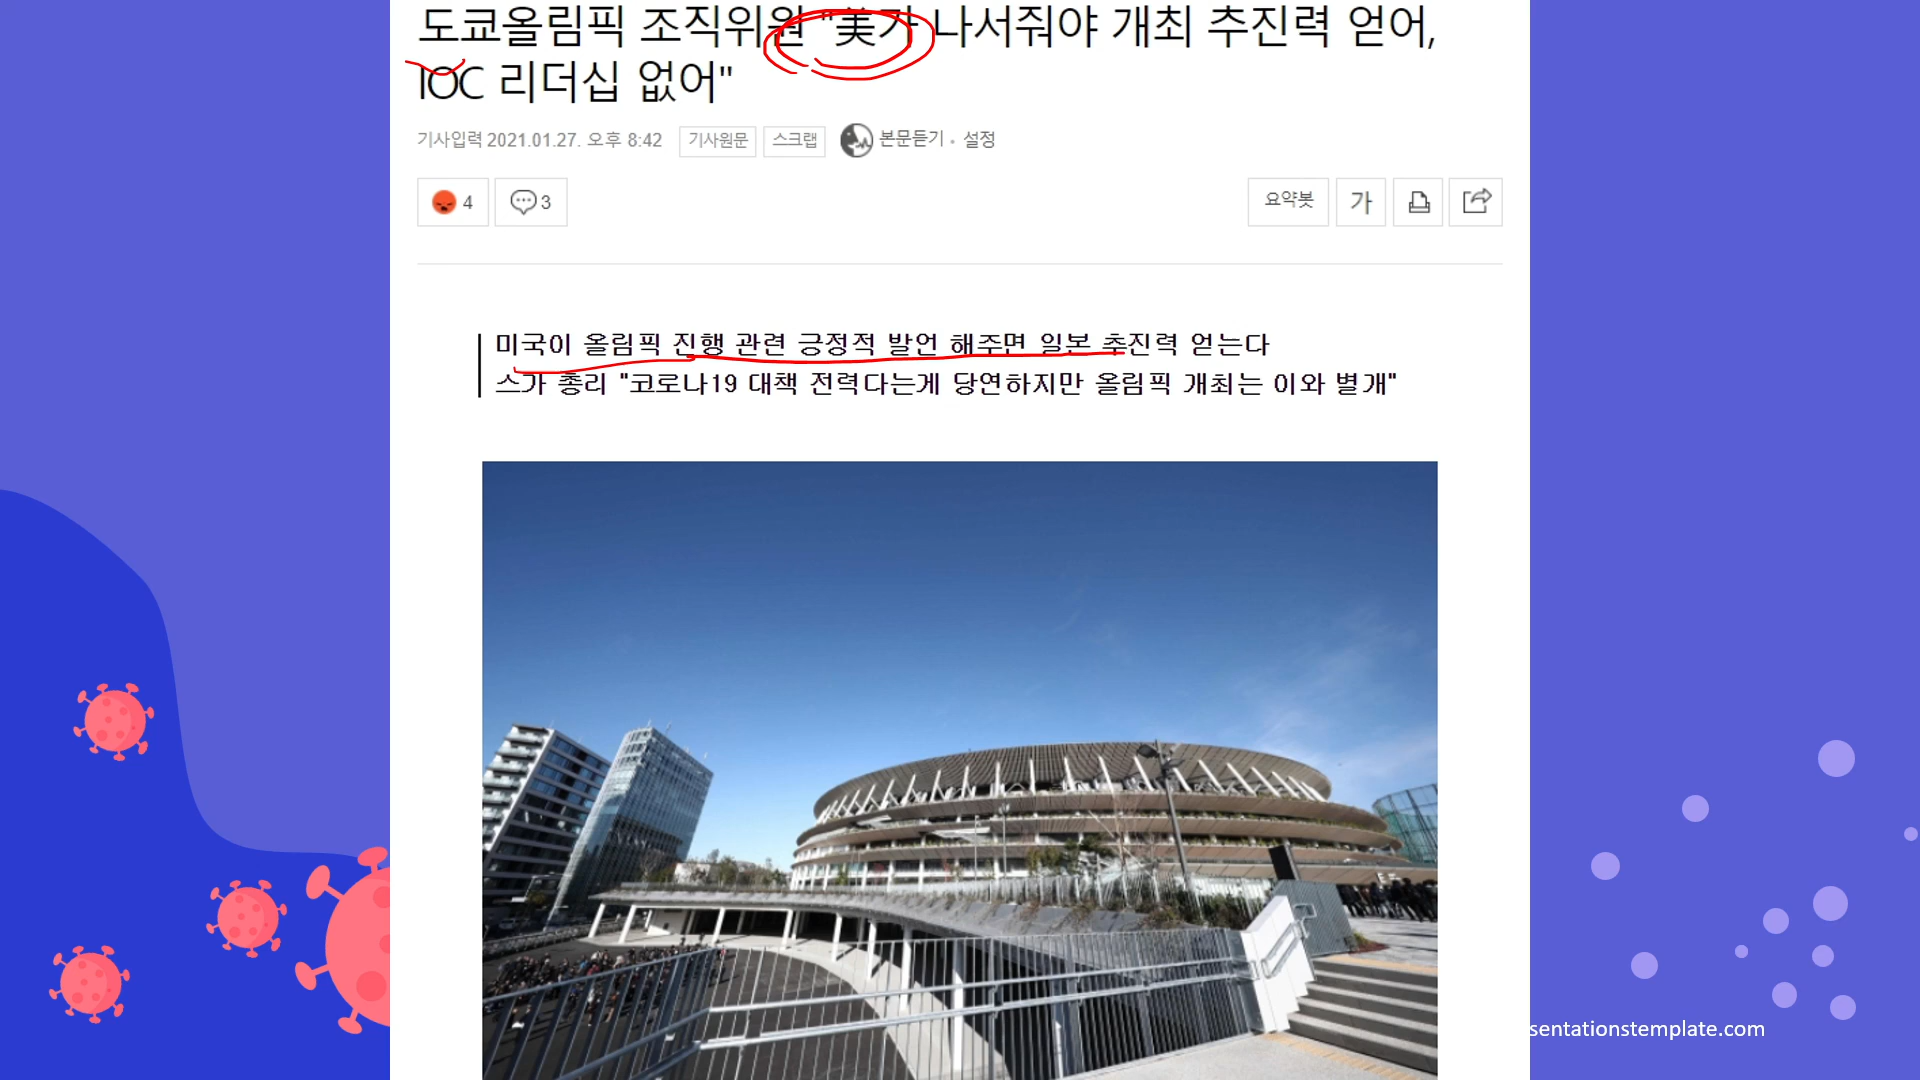 도쿄올림픽 조직위원 "美가 나서줘야 개최 추진력 얻어,
IOC 리더십 없어"
기사입력 2021.01.27. 오후 8:42 기사원문 스크랩 본문듣기 · 설정
4 3 요약봇 가
미국이 올림픽 진행 관련 긍정적 발언 해주면 일본 추진력 얻는다
스가 총리 "코로나19 대책 전력다는게 당연하지만 올림픽 개최는 이와 별개"
sentationstemplate.com